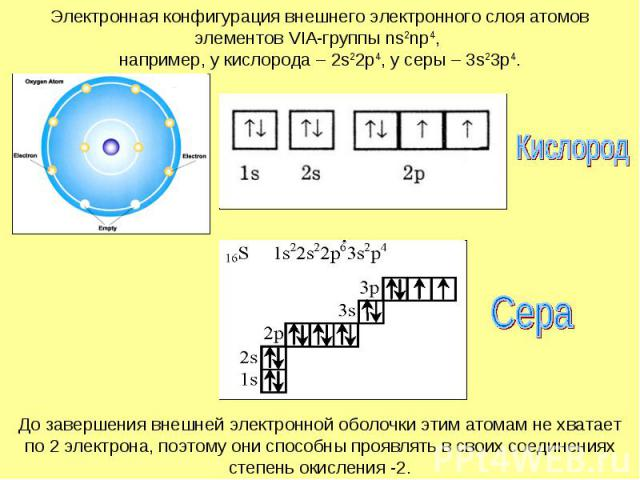 Электронная конфигурация внешнего электронного слоя атомов
элементов VIA-группы ns²np⁴,
например, у кислорода – 2s²2p⁴, у серы – 3s²3p⁴.
Oxygen Atom
Electron
Electron
Empty
1s 2s 2p
Кислород
₁₆S 1s²2s²2p⁶3s²p⁴
3p
3s
2p
2s
1s
Сера
До завершения внешней электронной оболочки этим атомам не хватает
по 2 электрона, поэтому они способны проявлять в своих соединениях
степень окисления -2.
PPt4WEB.ru